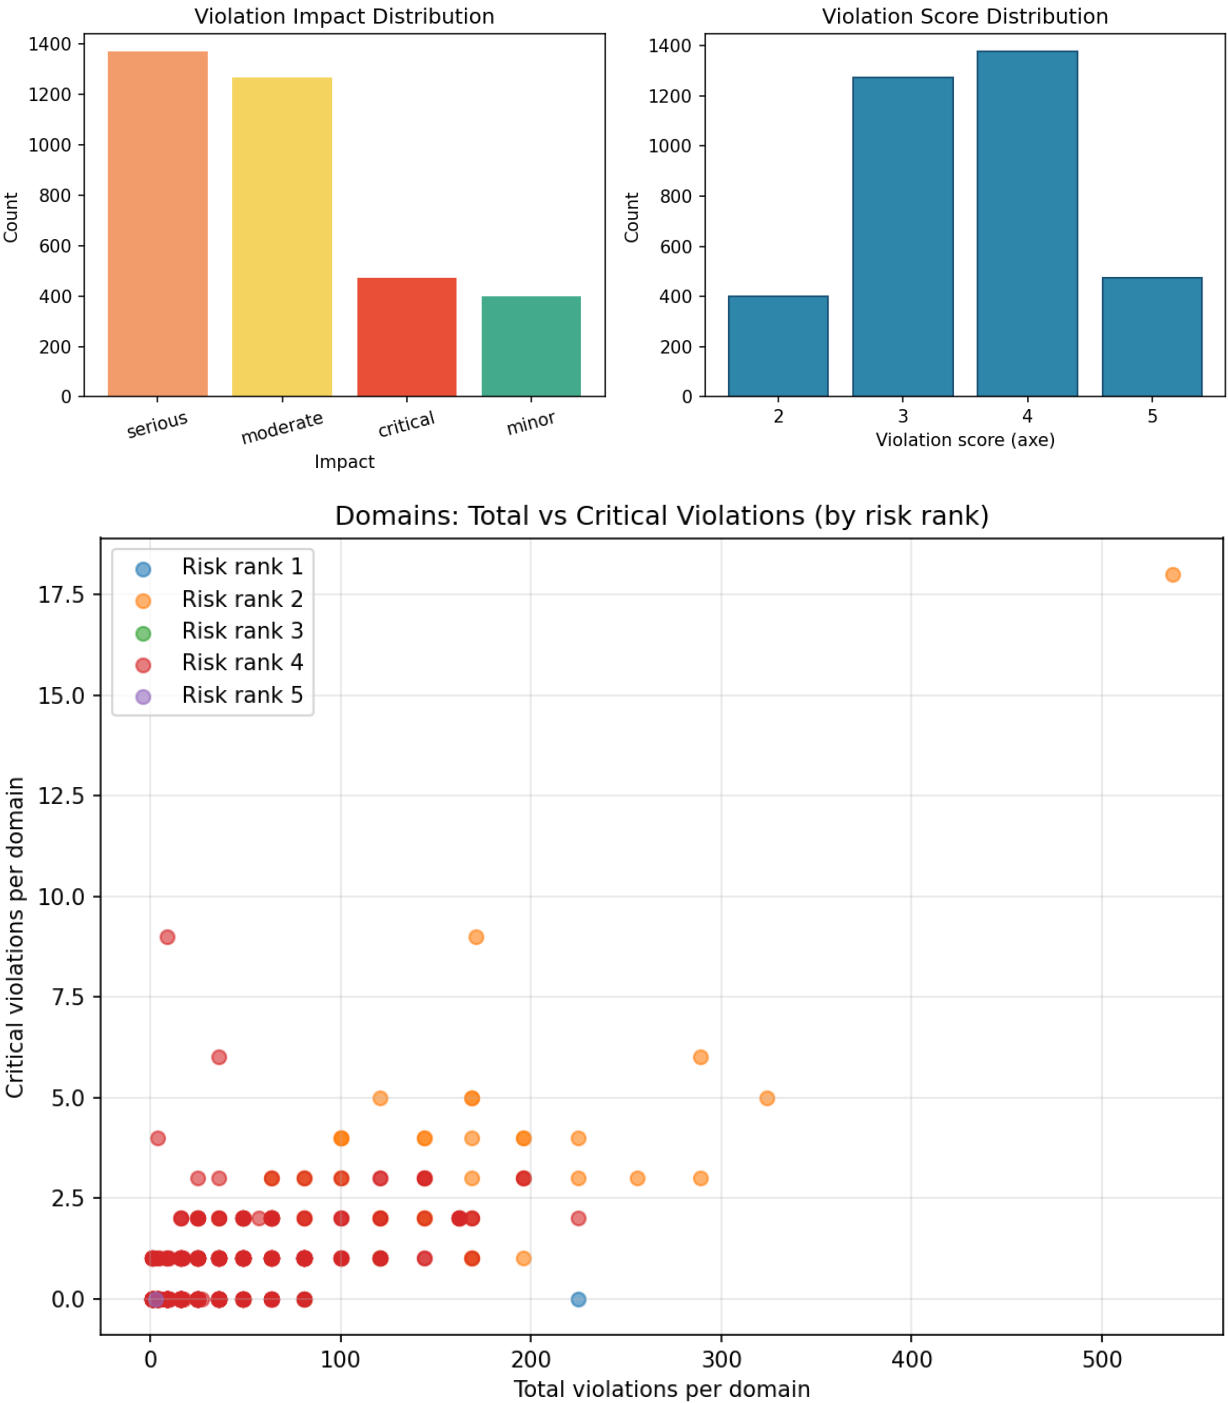 Violation Impact Distribution
1400
1200
1000
800
600
400
200
0
Count
serious
moderate
critical
minor
Impact
Violation Score Distribution
1400
1200
1000
800
600
400
200
0
Count
2
3
4
5
Violation score (axe)
Domains: Total vs Critical Violations (by risk rank)
Risk rank 1
Risk rank 2
Risk rank 3
Risk rank 4
Risk rank 5
17.5
15.0
12.5
10.0
7.5
5.0
2.5
0.0
Critical violations per domain
0
100
200
300
400
500
Total violations per domain